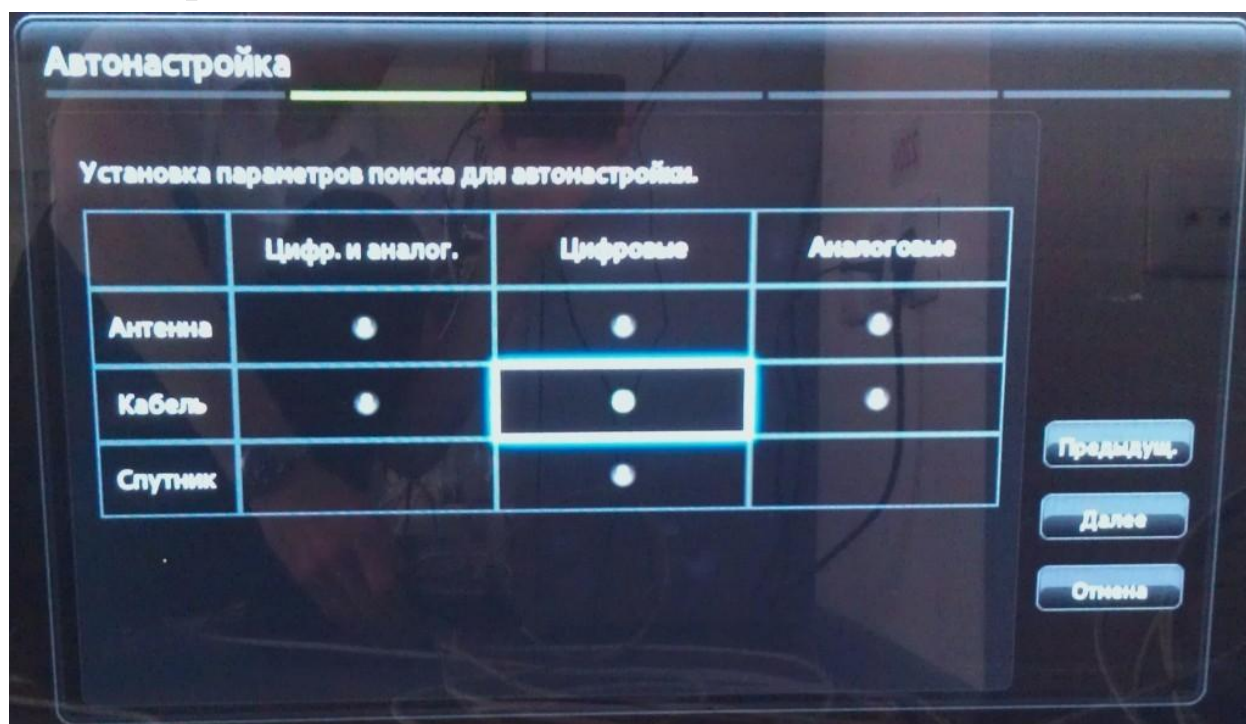 Автонастройка
Установка параметров поиска для автонастройки.
Цифр. и аналог. Цифровые Аналоговые
Антенна
Кабель
Спутник
Предыдущ.
Далее
Отмена